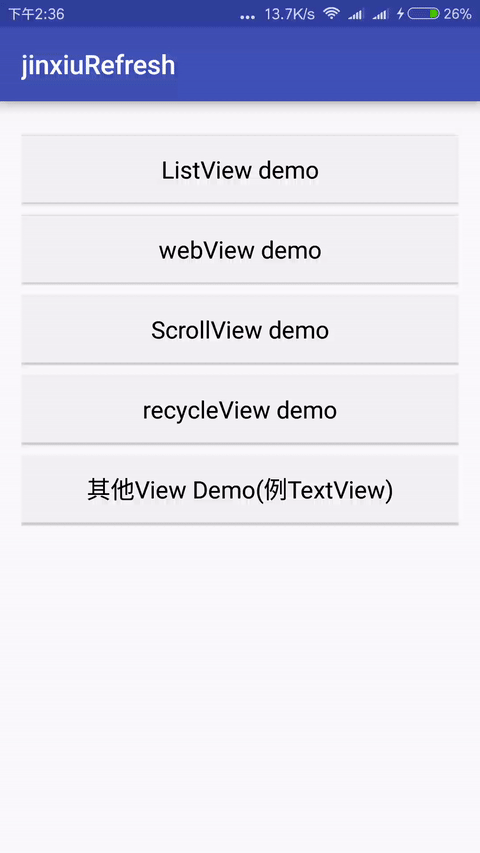 下午2:36 ... 13.7K/s 26%
jinxiuRefresh
ListView demo
webView demo
ScrollView demo
recycleView demo
其他View Demo(例TextView)